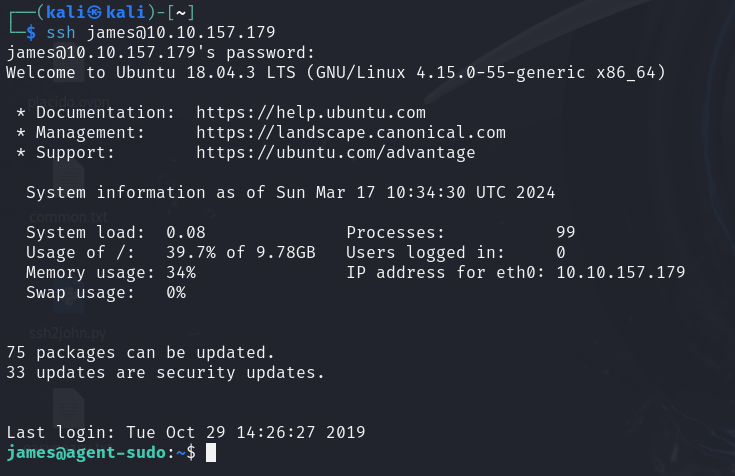 ┌──(kali㉿kali)-[~]
└─$ ssh james@10.10.157.179
james@10.10.157.179's password:
Welcome to Ubuntu 18.04.3 LTS (GNU/Linux 4.15.0-55-generic x86_64)
* Documentation:  https://help.ubuntu.com
* Management:     https://landscape.canonical.com
* Support:        https://ubuntu.com/advantage
System information as of Sun Mar 17 10:34:30 UTC 2024
common.txt
System load:  0.08              Processes:           99
Usage of /:   39.7% of 9.78GB   Users logged in:     0
Memory usage: 34%               IP address for eth0: 10.10.157.179
Swap usage:   0%
ssh2john.py
75 packages can be updated.
33 updates are security updates.
Last login: Tue Oct 29 14:26:27 2019
james@agent-sudo:~$